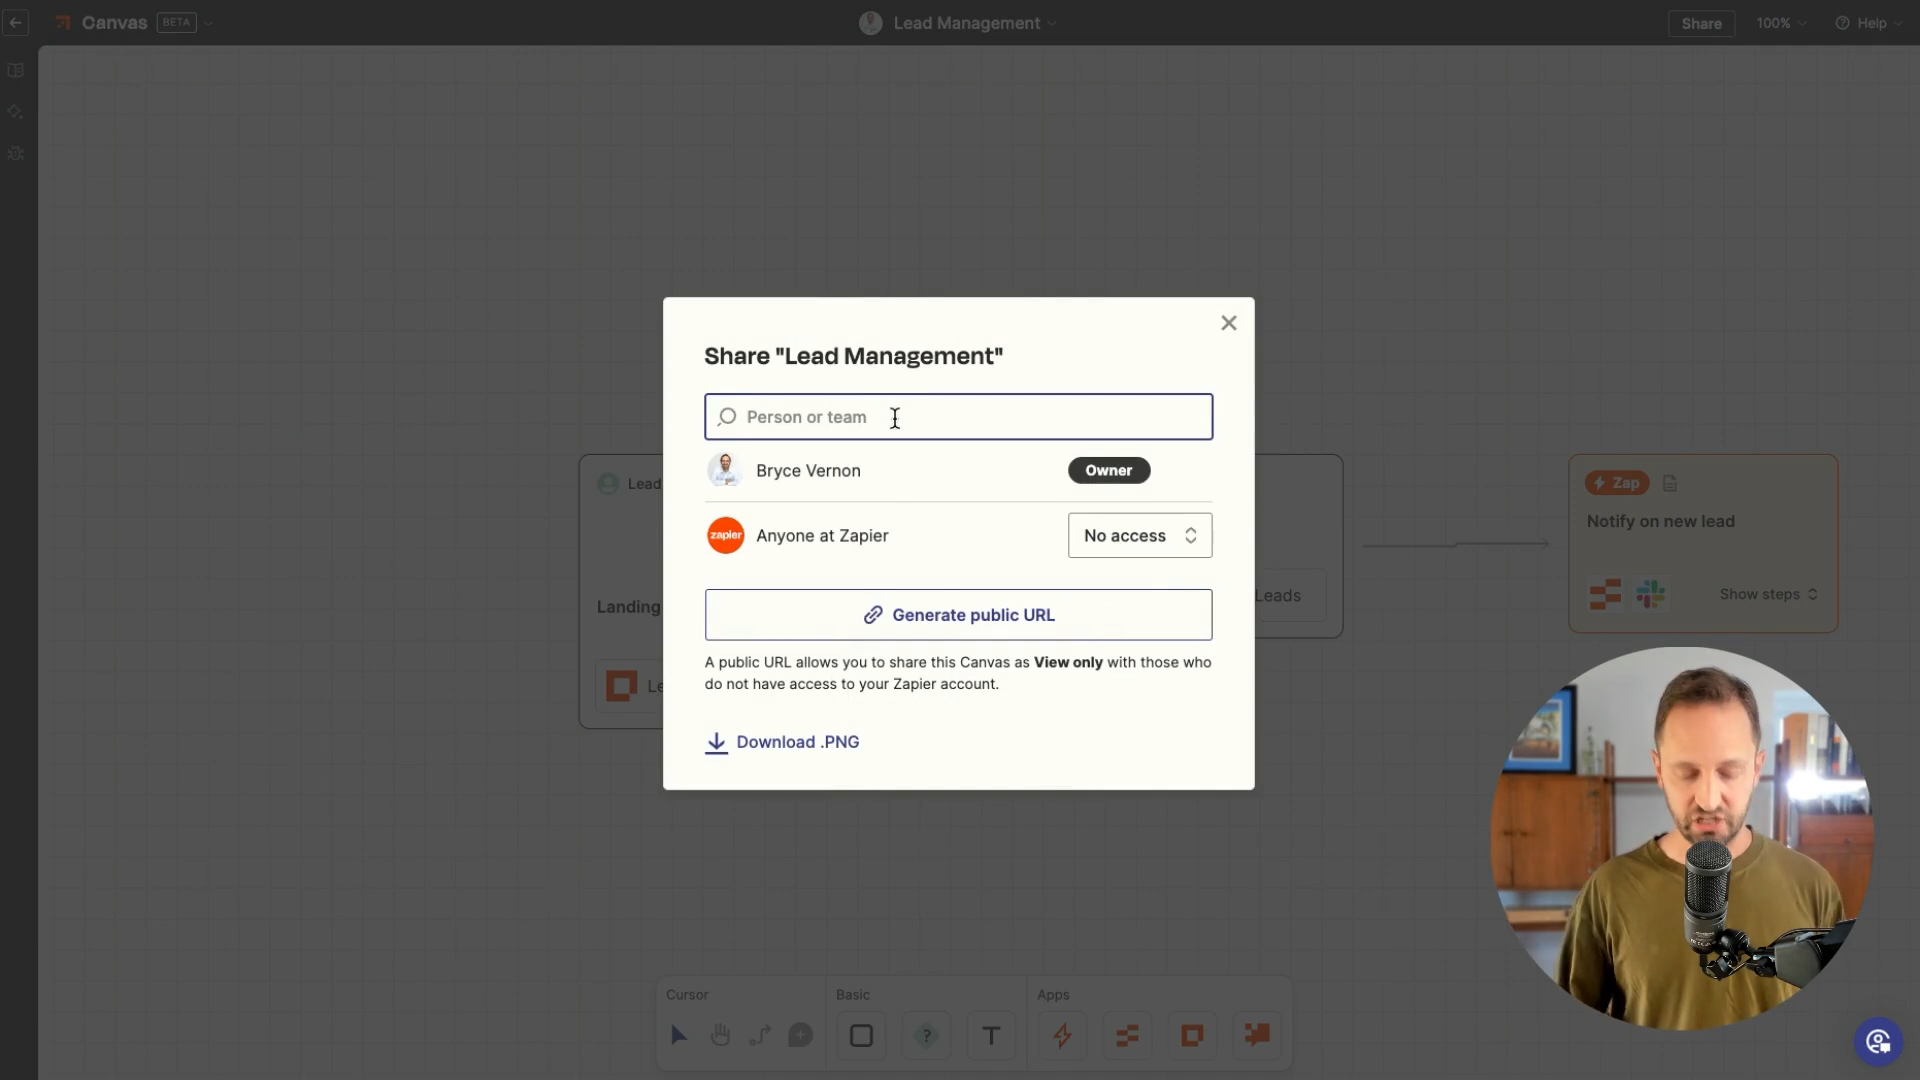 Canvas BETA
Lead Management
Share
100%
Help
Share "Lead Management"
Person or team
Bryce Vernon
Owner
zapier
Anyone at Zapier
No access
Generate public URL
A public URL allows you to share this Canvas as View only with those who
do not have access to your Zapier account.
Download .PNG
Lead
Landing
Le
Leads
Zap
Notify on new lead
Show steps
Cursor
Basic
Apps
?
T